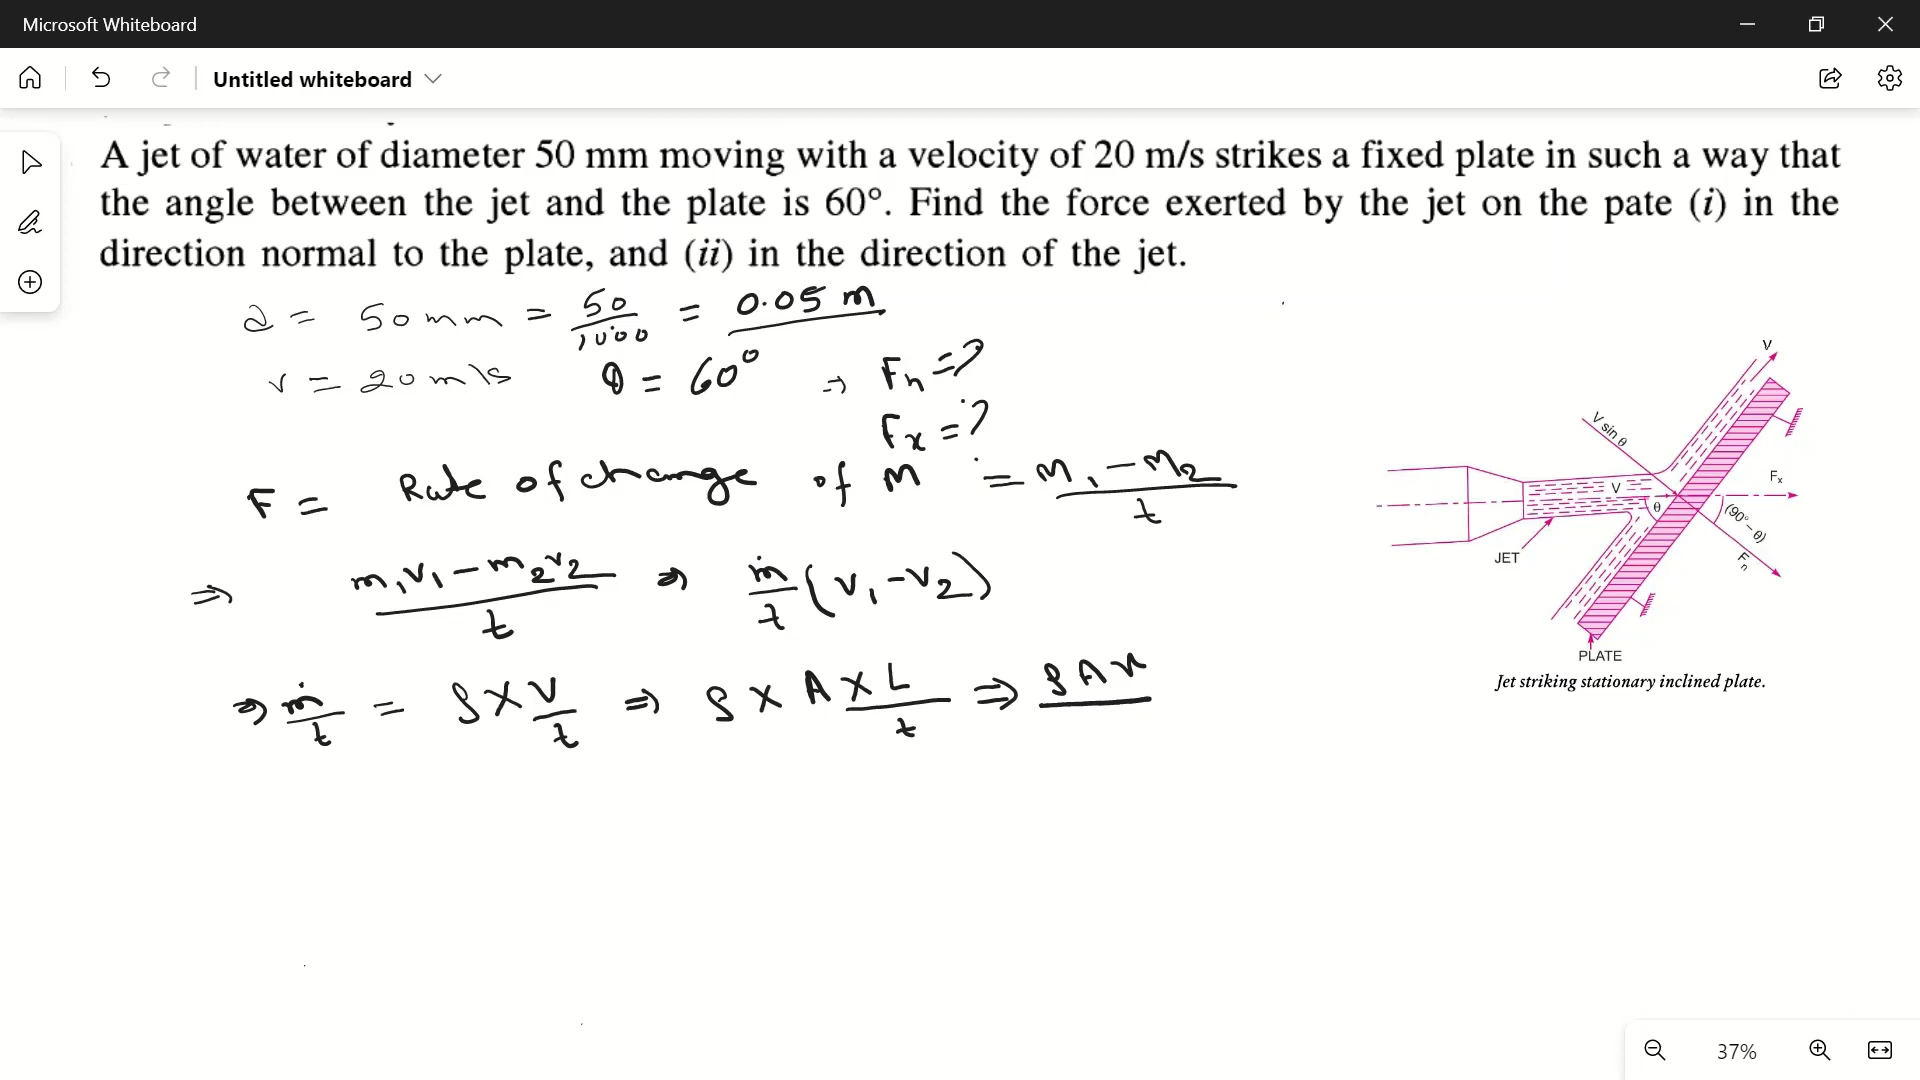 Microsoft Whiteboard
Untitled whiteboard
A jet of water of diameter 50 mm moving with a velocity of 20 m/s strikes a fixed plate in such a way that
the angle between the jet and the plate is 60°. Find the force exerted by the jet on the pate (i) in the
direction normal to the plate, and (ii) in the direction of the jet.
d = 50 mm = 50/1000 = 0.05 m
v = 20 m/s θ = 60° ⇒ Fn = ?
Fx = ?
F = Rate of change of M = m1 - m2 / t
⇒ m1v1 - m2v2 / t ⇒ ṁ/t (v1 - v2)
⇒ ṁ/t = ρ × V/t ⇒ ρ × A × L/t ⇒ ρAv
V
V sin θ
V
θ
Fx
(90° – θ)
Fn
JET
PLATE
Jet striking stationary inclined plate.
37%